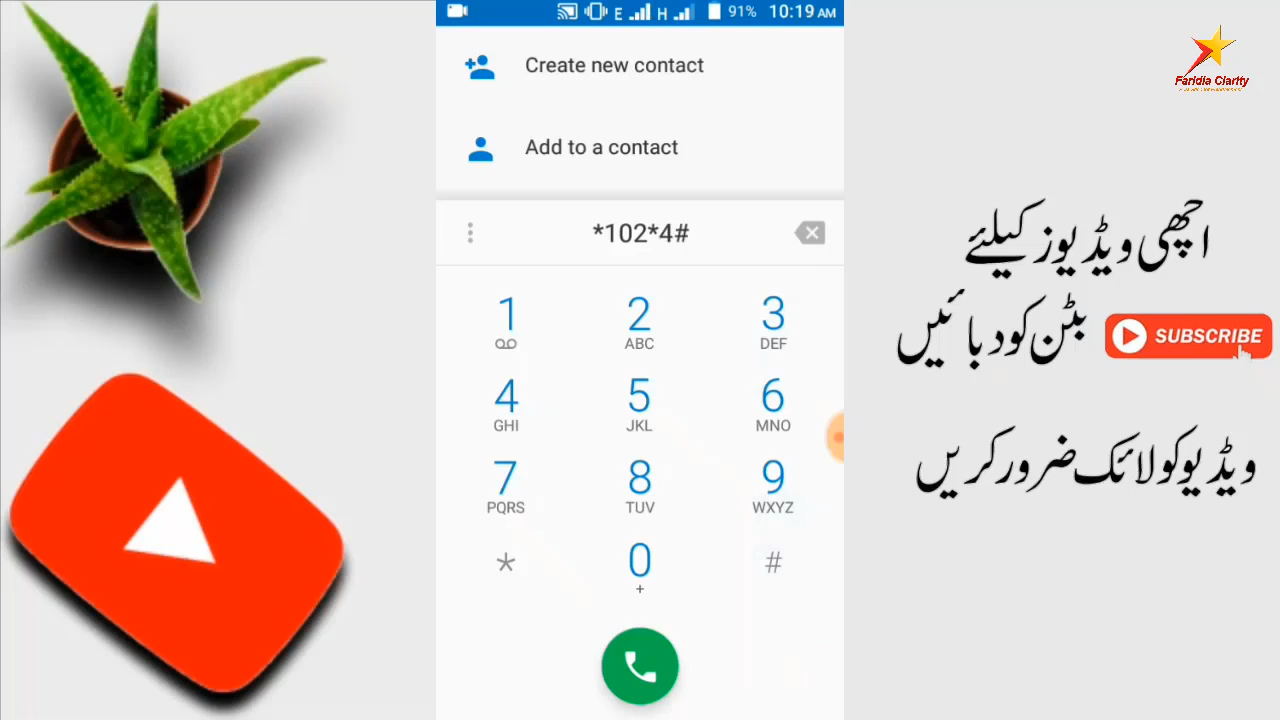 E H 91% 10:19 AM
Create new contact
Add to a contact
*102*4#
1 2 3
ABC DEF
4 5 6
GHI JKL MNO
7 8 9
PQRS TUV WXYZ
* 0 #
+
Faridia Clarity
اچھی ویڈیوز کیلئے
بٹن کو دبائیں SUBSCRIBE
ویڈیو کو لائک ضرور کریں